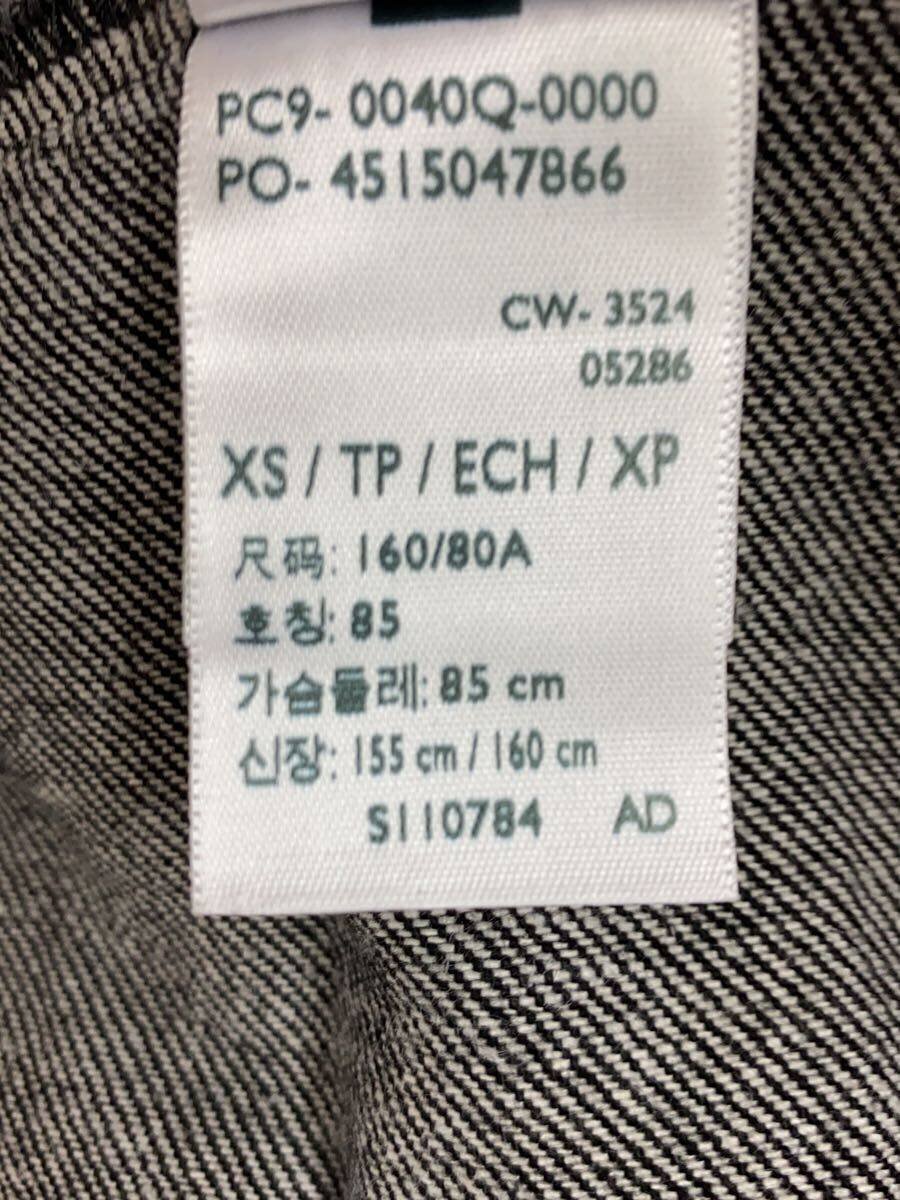 PC9- 0040Q-0000
PO- 4515047866
CW- 3524
05286
XS / TP / ECH / XP
尺码: 160/80A
호칭: 85
가슴둘레: 85 cm
신장: 155 cm / 160 cm
S110784 AD